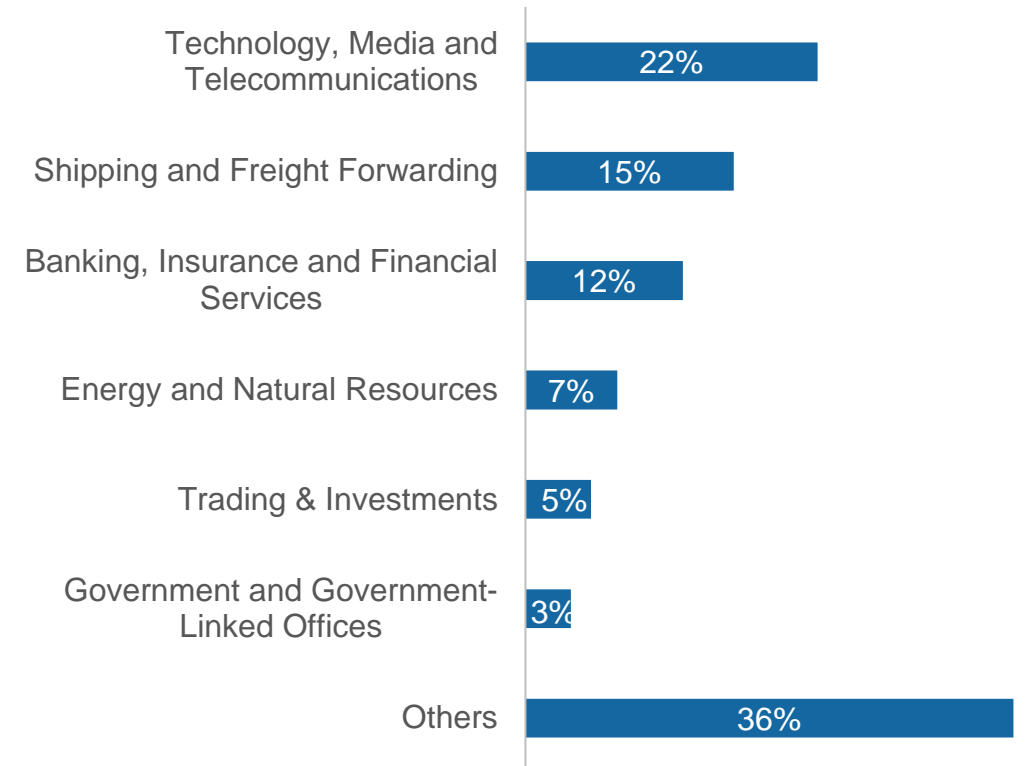 Technology, Media and
Telecommunications
22%
Shipping and Freight Forwarding
15%
Banking, Insurance and Financial
Services
12%
Energy and Natural Resources
7%
Trading & Investments
5%
Government and Government-
Linked Offices
3%
Others
36%